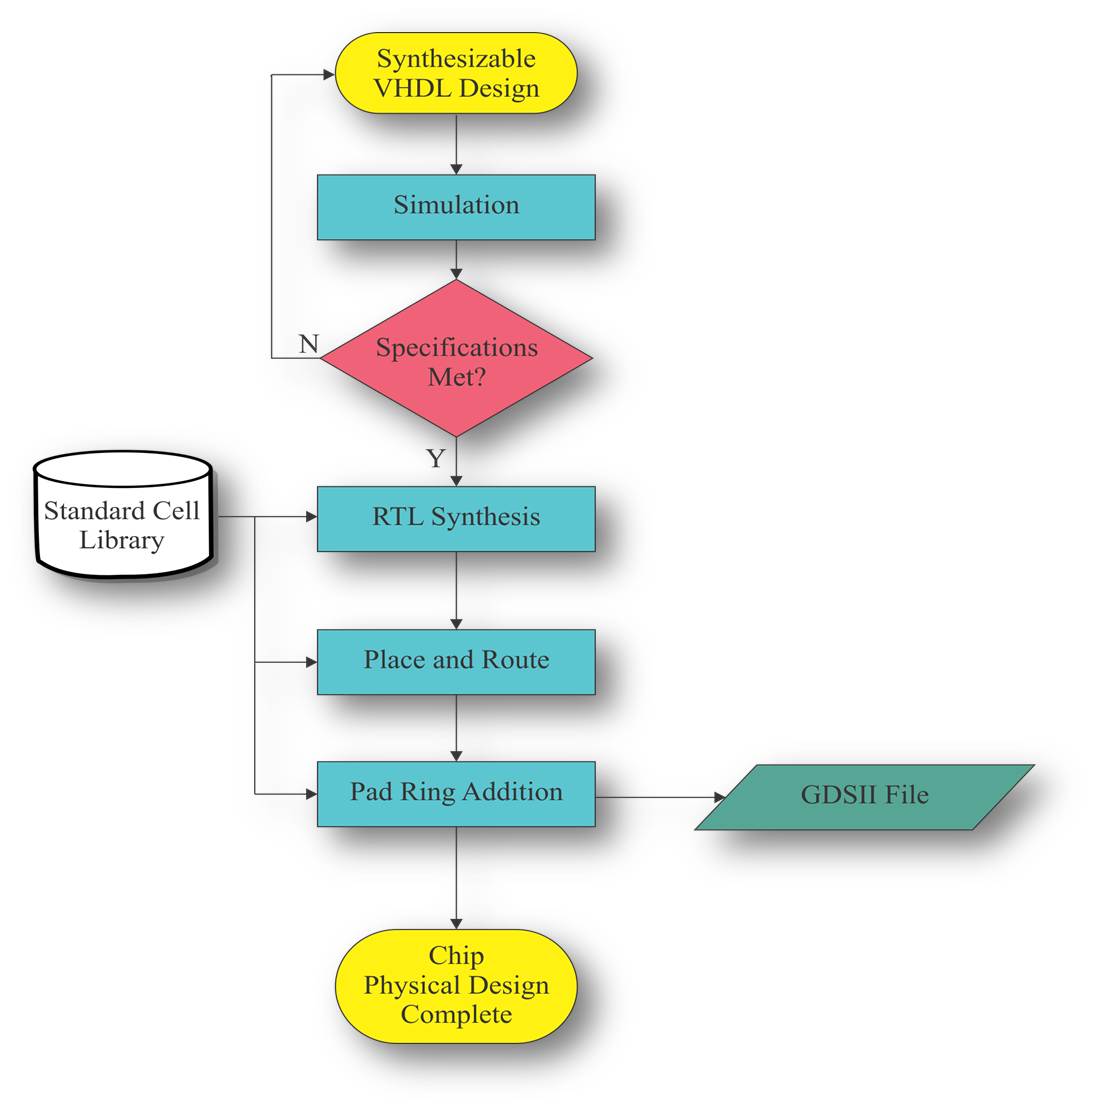 Synthesizable
VHDL Design
Simulation
N
Specifications
Met?
Y
Standard Cell
Library
RTL Synthesis
Place and Route
Pad Ring Addition
GDSII File
Chip
Physical Design
Complete